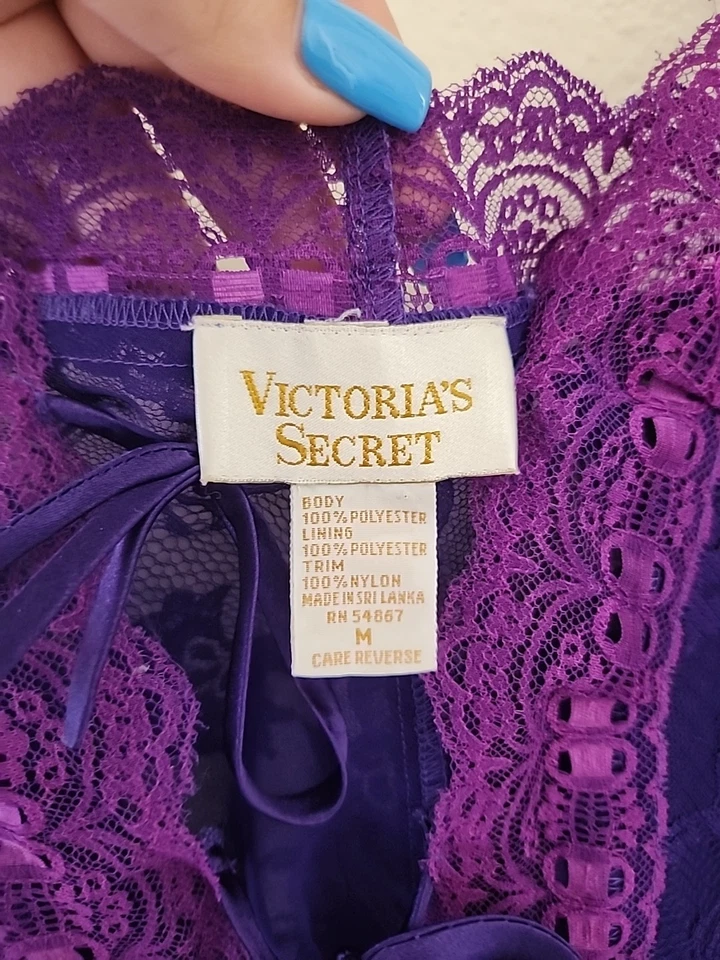 VICTORIA'S
SECRET
BODY
100% POLYESTER
LINING
100% POLYESTER
TRIM
100% NYLON
MADE IN SRI LANKA
RN 54867
M
CARE REVERSE